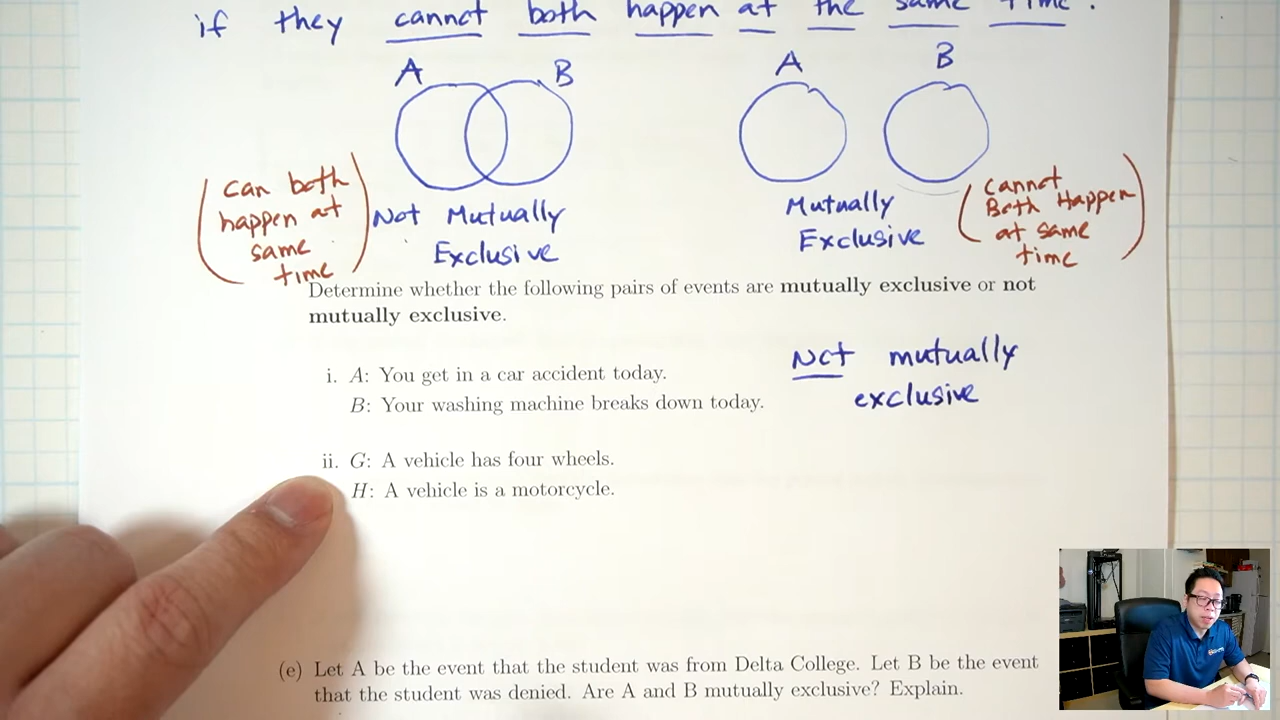 if they cannot both happen at the same time.
A B A B
(can both happen at same time)
Not Mutually Exclusive
Mutually Exclusive
(cannot Both Happen at same time)
Determine whether the following pairs of events are mutually exclusive or not
mutually exclusive.
i. A: You get in a car accident today.
B: Your washing machine breaks down today.
Not mutually
exclusive
ii. G: A vehicle has four wheels.
H: A vehicle is a motorcycle.
(e) Let A be the event that the student was from Delta College. Let B be the event
that the student was denied. Are A and B mutually exclusive? Explain.